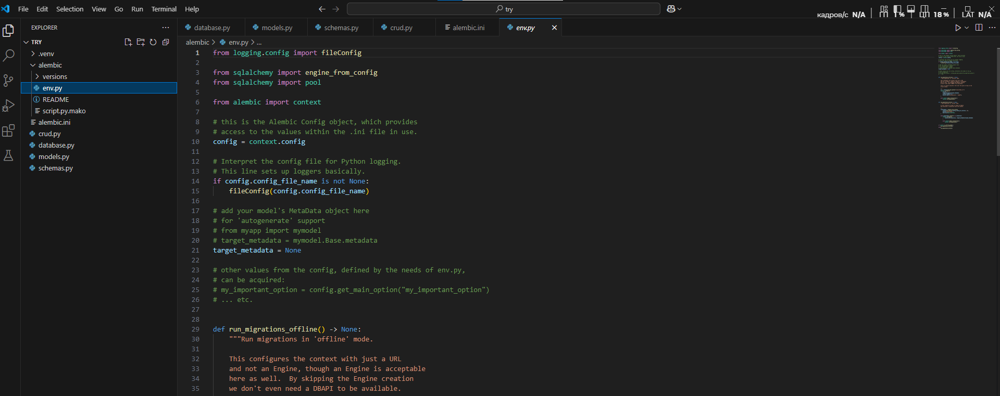 File Edit Selection View Go Run Terminal Help
try
кадров/с N/A ГП 1 % ЦП 18 % LAT N/A
EXPLORER
database.py models.py schemas.py crud.py alembic.ini env.py
TRY
alembic > env.py > ...
.venv
alembic
versions
env.py
README
script.py.mako
alembic.ini
crud.py
database.py
models.py
schemas.py
1 from logging.config import fileConfig
2
3 from sqlalchemy import engine_from_config
4 from sqlalchemy import pool
5
6 from alembic import context
7
8 # this is the Alembic Config object, which provides
9 # access to the values within the .ini file in use.
10 config = context.config
11
12 # Interpret the config file for Python logging.
13 # This line sets up loggers basically.
14 if config.config_file_name is not None:
15     fileConfig(config.config_file_name)
16
17 # add your model's MetaData object here
18 # for 'autogenerate' support
19 # from myapp import mymodel
20 # target_metadata = mymodel.Base.metadata
21 target_metadata = None
22
23 # other values from the config, defined by the needs of env.py,
24 # can be acquired:
25 # my_important_option = config.get_main_option("my_important_option")
26 # ... etc.
27
28
29 def run_migrations_offline() -> None:
30     """Run migrations in 'offline' mode.
31
32     This configures the context with just a URL
33     and not an Engine, though an Engine is acceptable
34     here as well.  By skipping the Engine creation
35     we don't even need a DBAPI to be available.